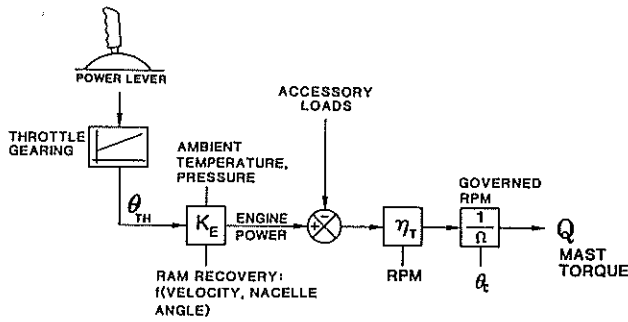 POWER LEVER
THROTTLE
GEARING
θTH
AMBIENT
TEMPERATURE,
PRESSURE
KE
RAM RECOVERY:
f(VELOCITY, NACELLE
ANGLE)
ENGINE
POWER
ACCESSORY
LOADS
+
-
ηT
RPM
GOVERNED
RPM
1
Ω
θc
Q
MAST
TORQUE